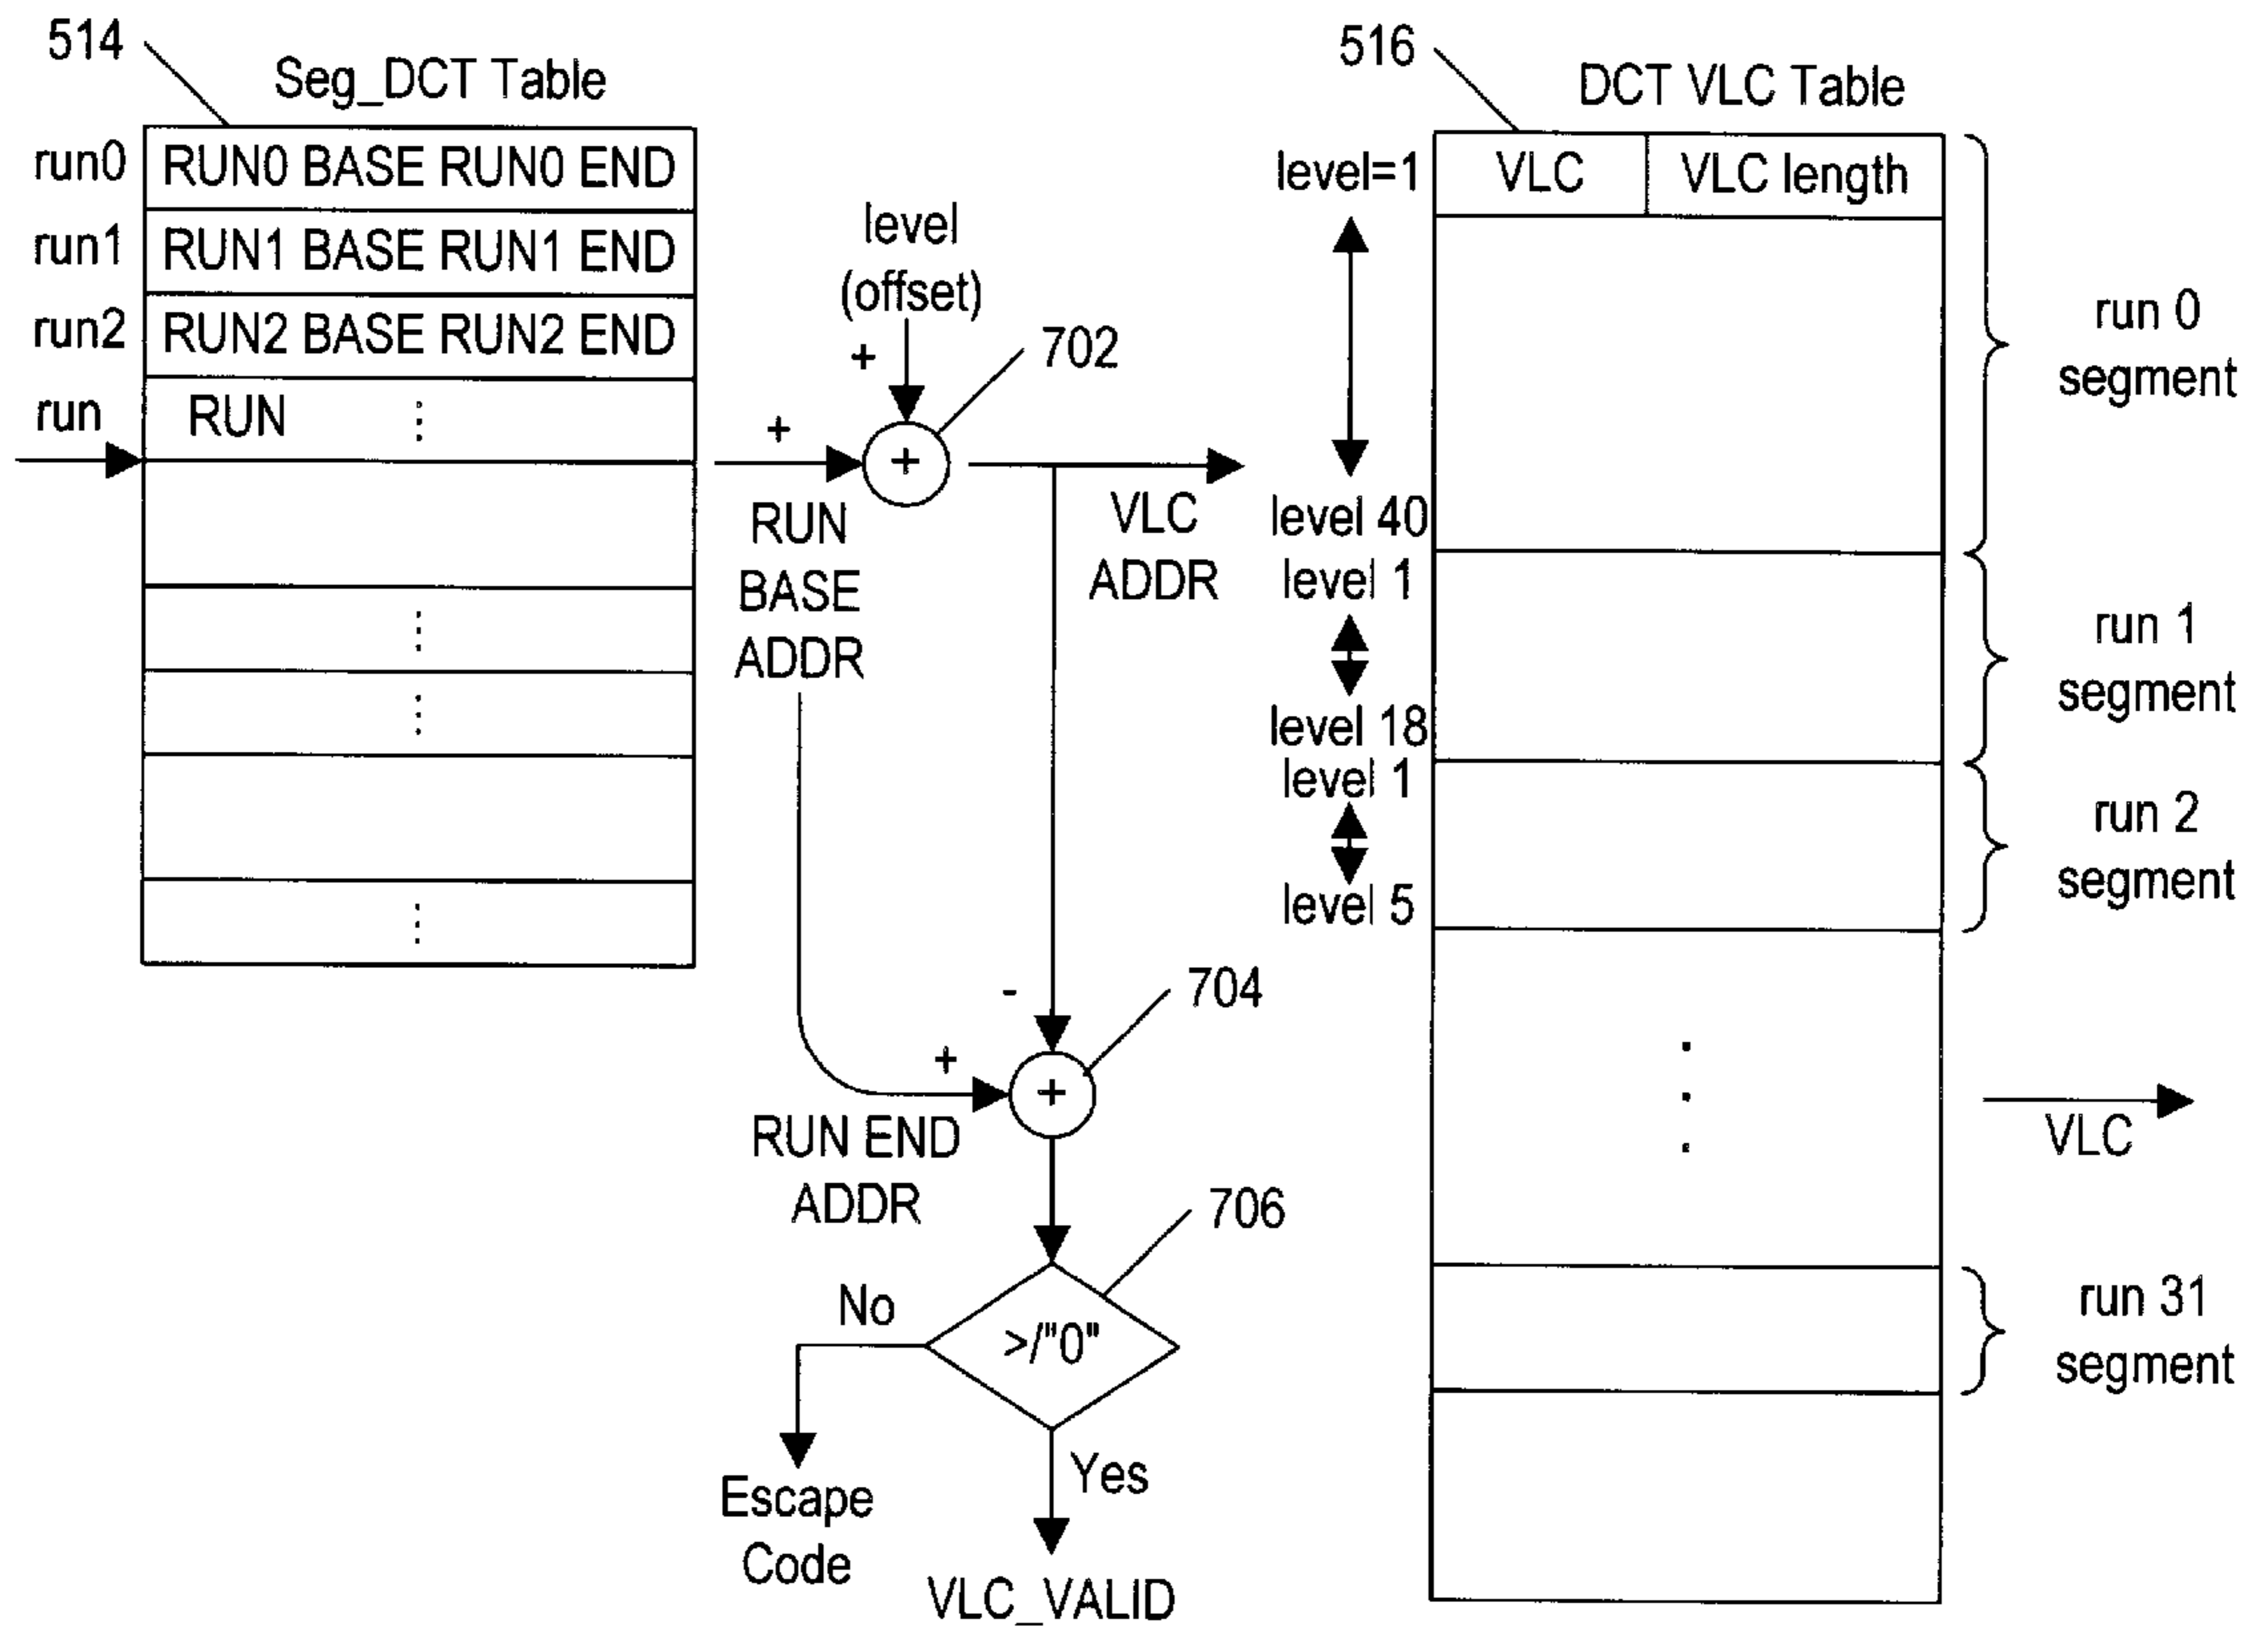 514
Seg_DCT Table
run0
RUN0 BASE RUN0 END
run1
RUN1 BASE RUN1 END
run2
RUN2 BASE RUN2 END
run
RUN
level
(offset)
+
702
+
+
RUN
BASE
ADDR
VLC
ADDR
-
704
+
+
RUN END
ADDR
706
No
>/"0"
Escape
Code
Yes
VLC_VALID
516
DCT VLC Table
level=1
VLC
VLC length
level 40
run 0
segment
level 1
level 18
run 1
segment
level 1
level 5
run 2
segment
VLC
run 31
segment